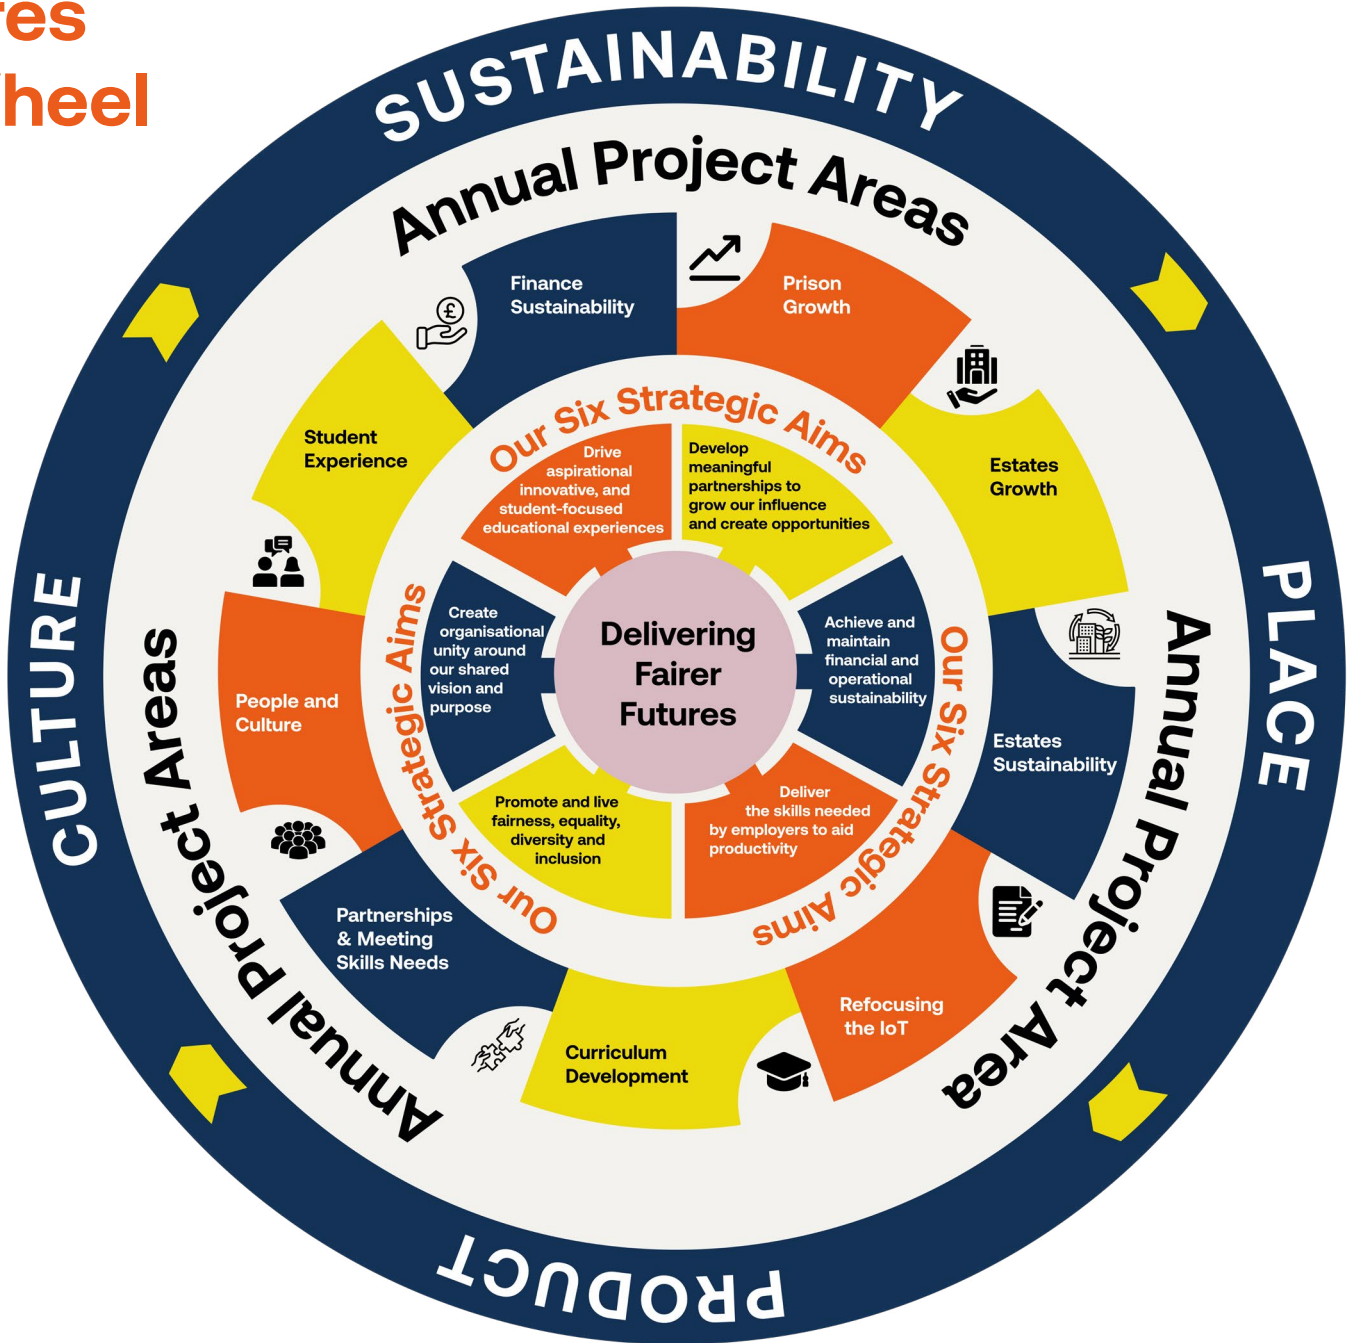 res
heel
SUSTAINABILITY
PLACE
PRODUCT
CULTURE
Annual Project Areas
Annual Project Area
Annual Project Areas
Finance
Sustainability
Prison
Growth
Estates
Growth
Estates
Sustainability
Refocusing
the IoT
Curriculum
Development
Partnerships
& Meeting
Skills Needs
People and
Culture
Student
Experience
£
Our Six Strategic Aims
Our Six Strategic Aims
Our Six Strategic Aims
Drive
aspirational
innovative, and
student-focused
educational experiences
Develop
meaningful
partnerships to
grow our influence
and create opportunities
Achieve and
maintain
financial and
operational
sustainability
Deliver
the skills needed
by employers to aid
productivity
Promote and live
fairness, equality,
diversity and
inclusion
Create
organisational
unity around
our shared
vision and
purpose
Delivering
Fairer
Futures